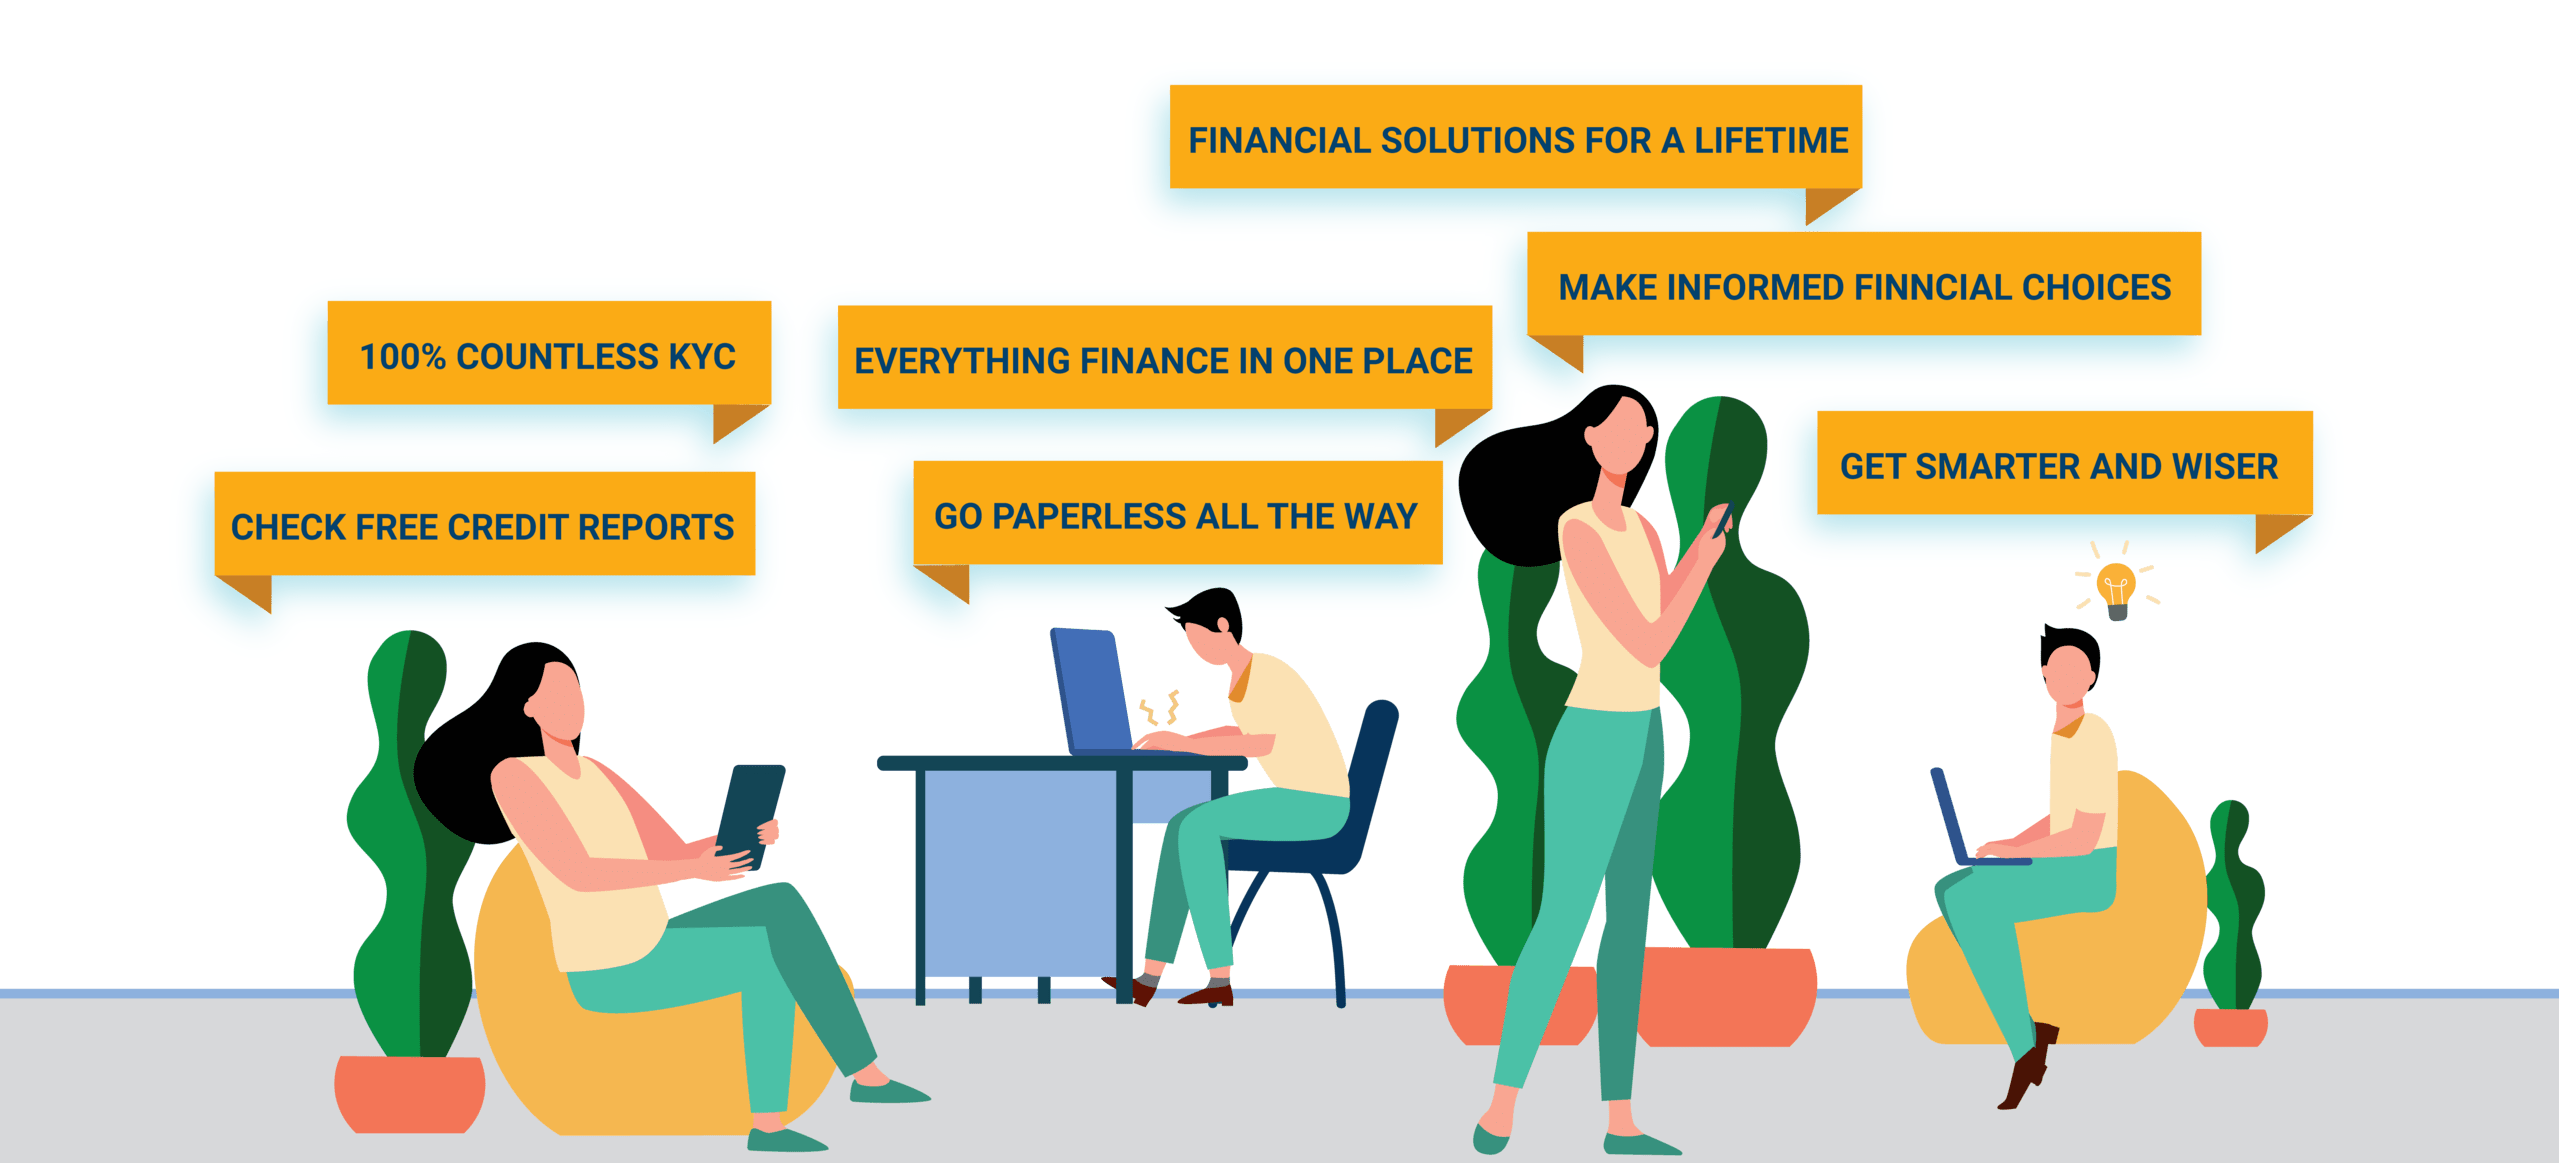 FINANCIAL SOLUTIONS FOR A LIFETIME
MAKE INFORMED FINNCIAL CHOICES
100% COUNTLESS KYC
EVERYTHING FINANCE IN ONE PLACE
GET SMARTER AND WISER
CHECK FREE CREDIT REPORTS
GO PAPERLESS ALL THE WAY